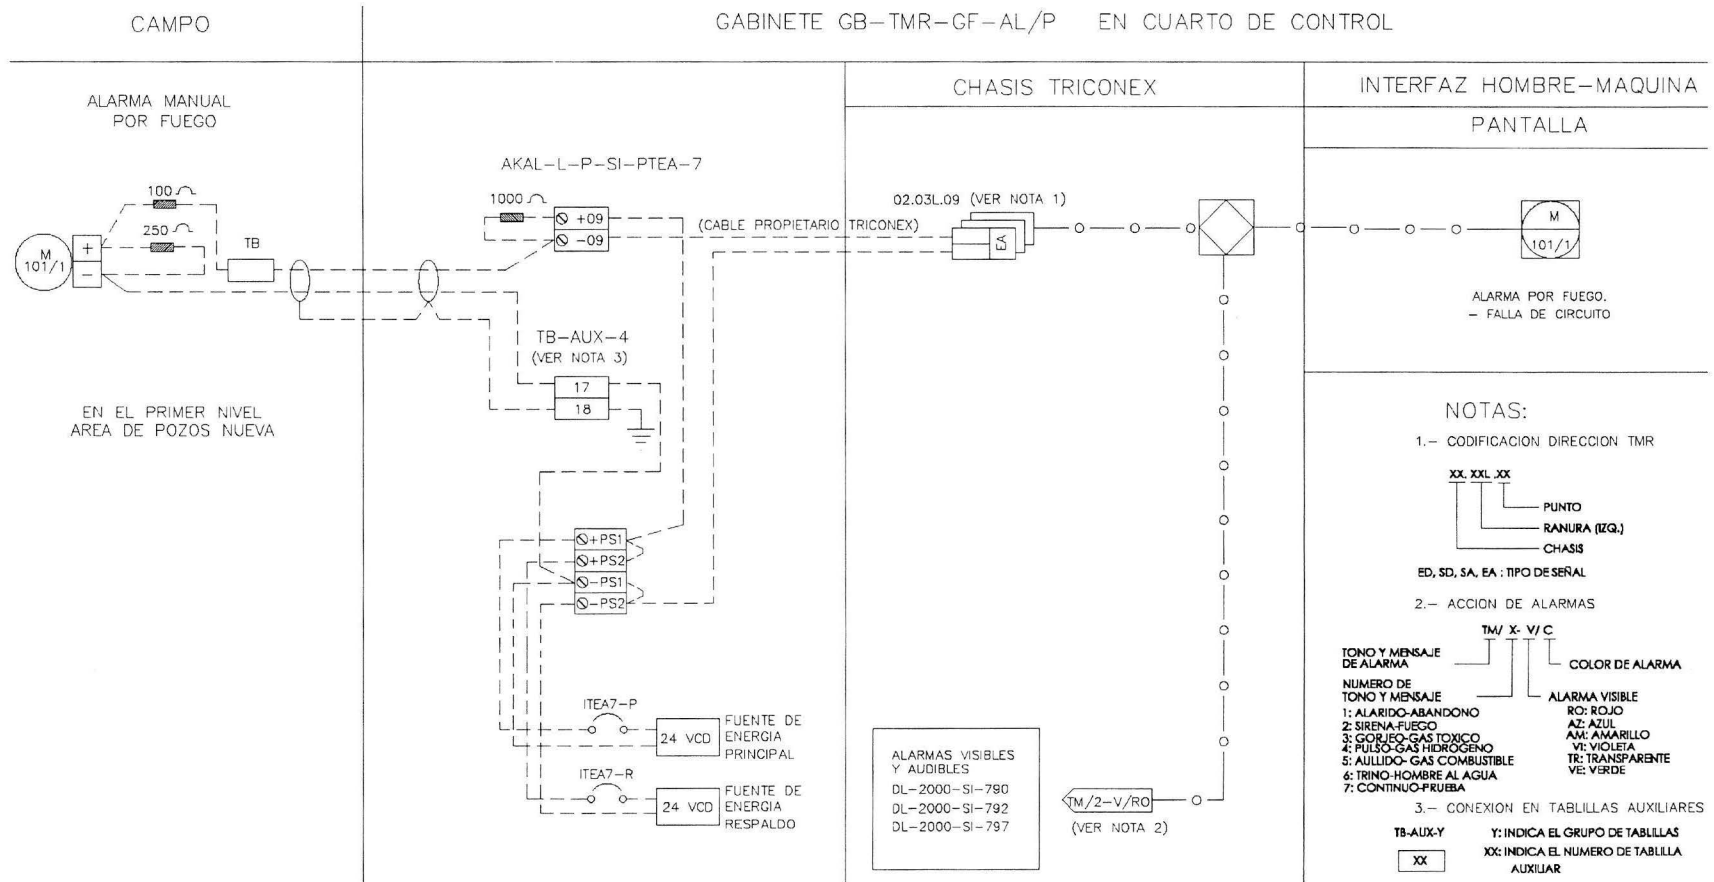 CAMPO
GABINETE GB-TMR-GF-AL/P EN CUARTO DE CONTROL
CHASIS TRICONEX
INTERFAZ HOMBRE-MAQUINA
PANTALLA
ALARMA MANUAL
POR FUEGO
100
250
TB
M
101/1
+
-
EN EL PRIMER NIVEL
AREA DE POZOS NUEVA
AKAL-L-P-SI-PTEA-7
1000
+09
-09
(CABLE PROPIETARIO TRICONEX)
TB-AUX-4
(VER NOTA 3)
17
18
+PS1
+PS2
-PS1
-PS2
ITEA7-P
24 VCD
FUENTE DE
ENERGIA
PRINCIPAL
ITEA7-R
24 VCD
FUENTE DE
ENERGIA
RESPALDO
02.03L.09 (VER NOTA 1)
EA
ALARMAS VISIBLES
Y AUDIBLES
DL-2000-SI-790
DL-2000-SI-792
DL-2000-SI-797
TM/2-V/RO
(VER NOTA 2)
M
101/1
ALARMA POR FUEGO.
- FALLA DE CIRCUITO
NOTAS:
1.- CODIFICACION DIRECCION TMR
XX. XXL .XX
PUNTO
RANURA (IZQ.)
CHASIS
ED, SD, SA, EA : TIPO DE SEÑAL
2.- ACCION DE ALARMAS
TM/ X- V/ C
TONO Y MENSAJE
DE ALARMA
COLOR DE ALARMA
NUMERO DE
TONO Y MENSAJE
ALARMA VISIBLE
1: ALARIDO-ABANDONO
2: SIRENA-FUEGO
3: GORJEO-GAS TOXICO
4: PULSO-GAS HIDROGENO
5: AULLIDO- GAS COMBUSTIBLE
6: TRINO-HOMBRE AL AGUA
7: CONTINUO-PRUEBA
RO: ROJO
AZ: AZUL
AM: AMARILLO
VI: VIOLETA
TR: TRANSPARENTE
VE: VERDE
3.- CONEXION EN TABLILLAS AUXILIARES
TB-AUX-Y
Y: INDICA EL GRUPO DE TABLILLAS
XX
XX: INDICA EL NUMERO DE TABLILLA
AUXILIAR